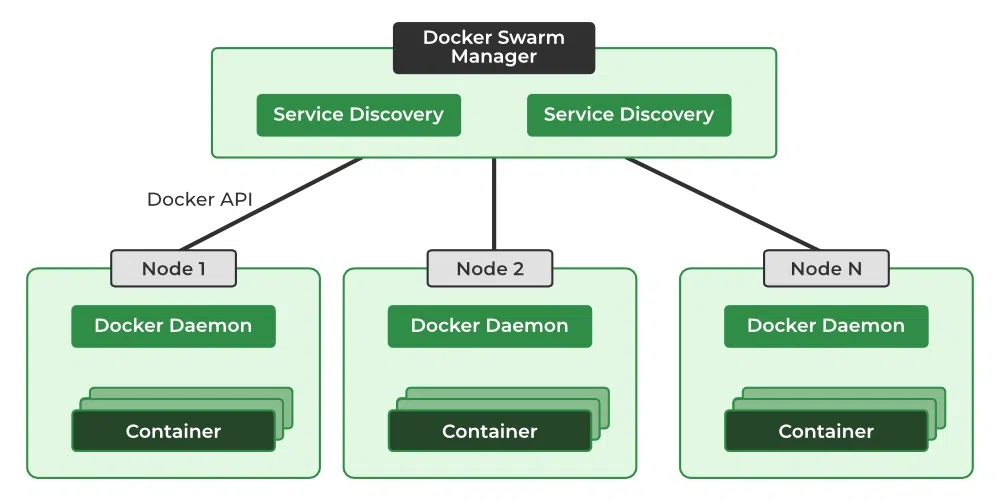 Docker Swarm
Manager
Service Discovery
Service Discovery
Docker API
Node 1
Node 2
Node N
Docker Daemon
Docker Daemon
Docker Daemon
Container
Container
Container